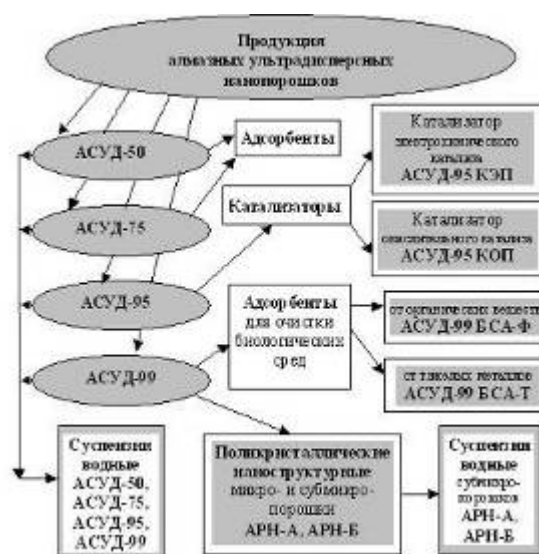 Продукция
алмазных ультрадисперсных
нанопорошков
АСУД-50
АСУД-75
АСУД-95
АСУД-99
Адсорбенты
Катализаторы
Катализатор
электрохимического
катализа
АСУД-95 КЭП
Катализатор
окислительного катализа
АСУД-95 КОП
Адсорбенты
для очистки
биологических
сред
от органических веществ
АСУД-99 БСА-Ф
от тяжелых металлов
АСУД-99 БСА-Т
Суспензии
водные
АСУД-50,
АСУД-75,
АСУД-95,
АСУД-99
Поликристаллические
наноструктурные
микро- и субмикро-
порошки
АРН-А, АРН-Б
Суспензии
водные
субмикро-
порошков
АРН-А,
АРН-Б